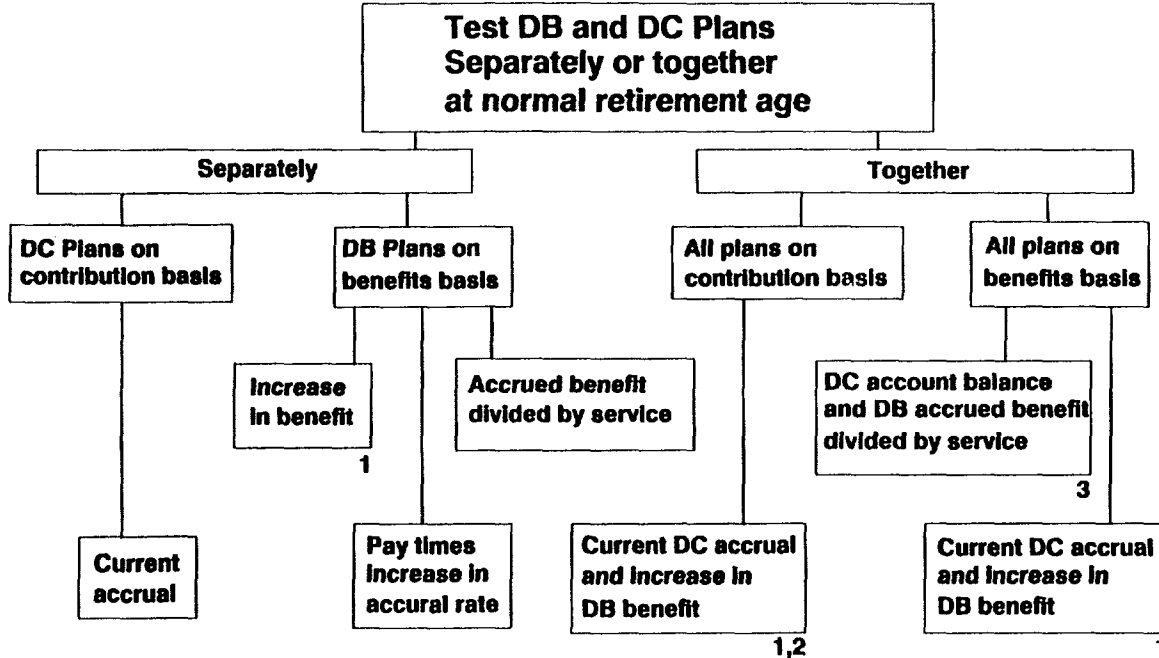 Test DB and DC Plans
Separately or together
at normal retirement age
Separately
Together
DC Plans on
contribution basis
DB Plans on
benefits basis
All plans on
contribution basis
All plans on
benefits basis
Increase
in benefit
1
Accrued benefit
divided by service
DC account balance
and DB accrued benefit
divided by service
3
Current
accrual
Pay times
increase in
accural rate
Current DC accrual
and increase in
DB benefit
1,2
Current DC accrual
and increase in
DB benefit